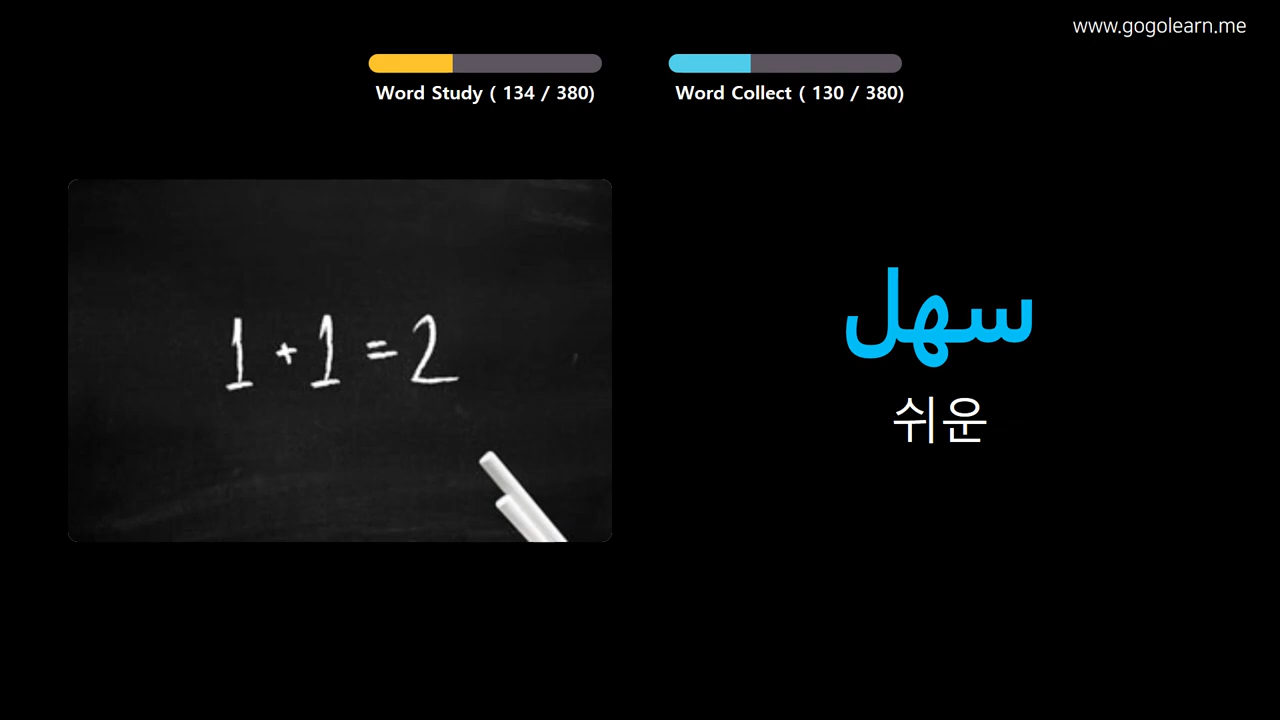 www.gogolearn.me
Word Study ( 134 / 380)
Word Collect ( 130 / 380)
1 + 1 = 2
سهل
쉬운